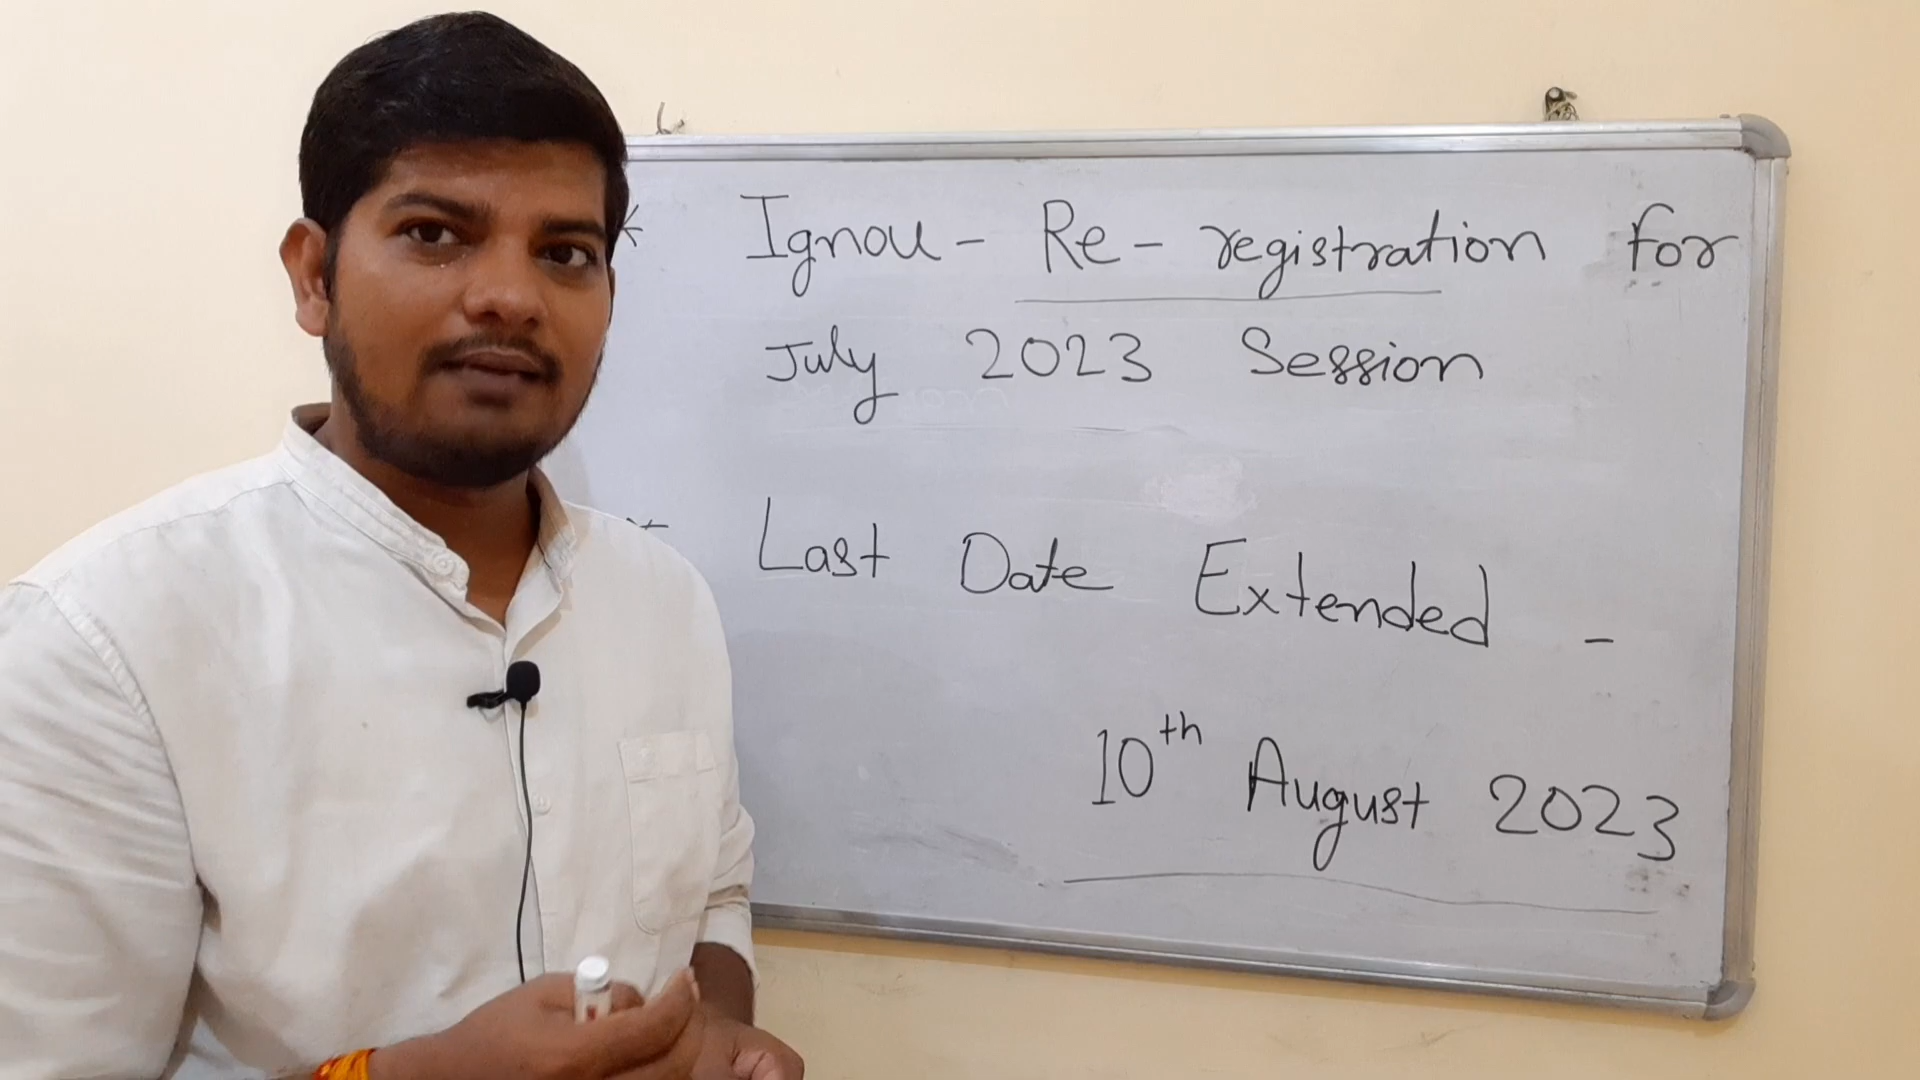 * Ignou - Re - registration for
July 2023 Session
* Last Date Extended -
10th August 2023